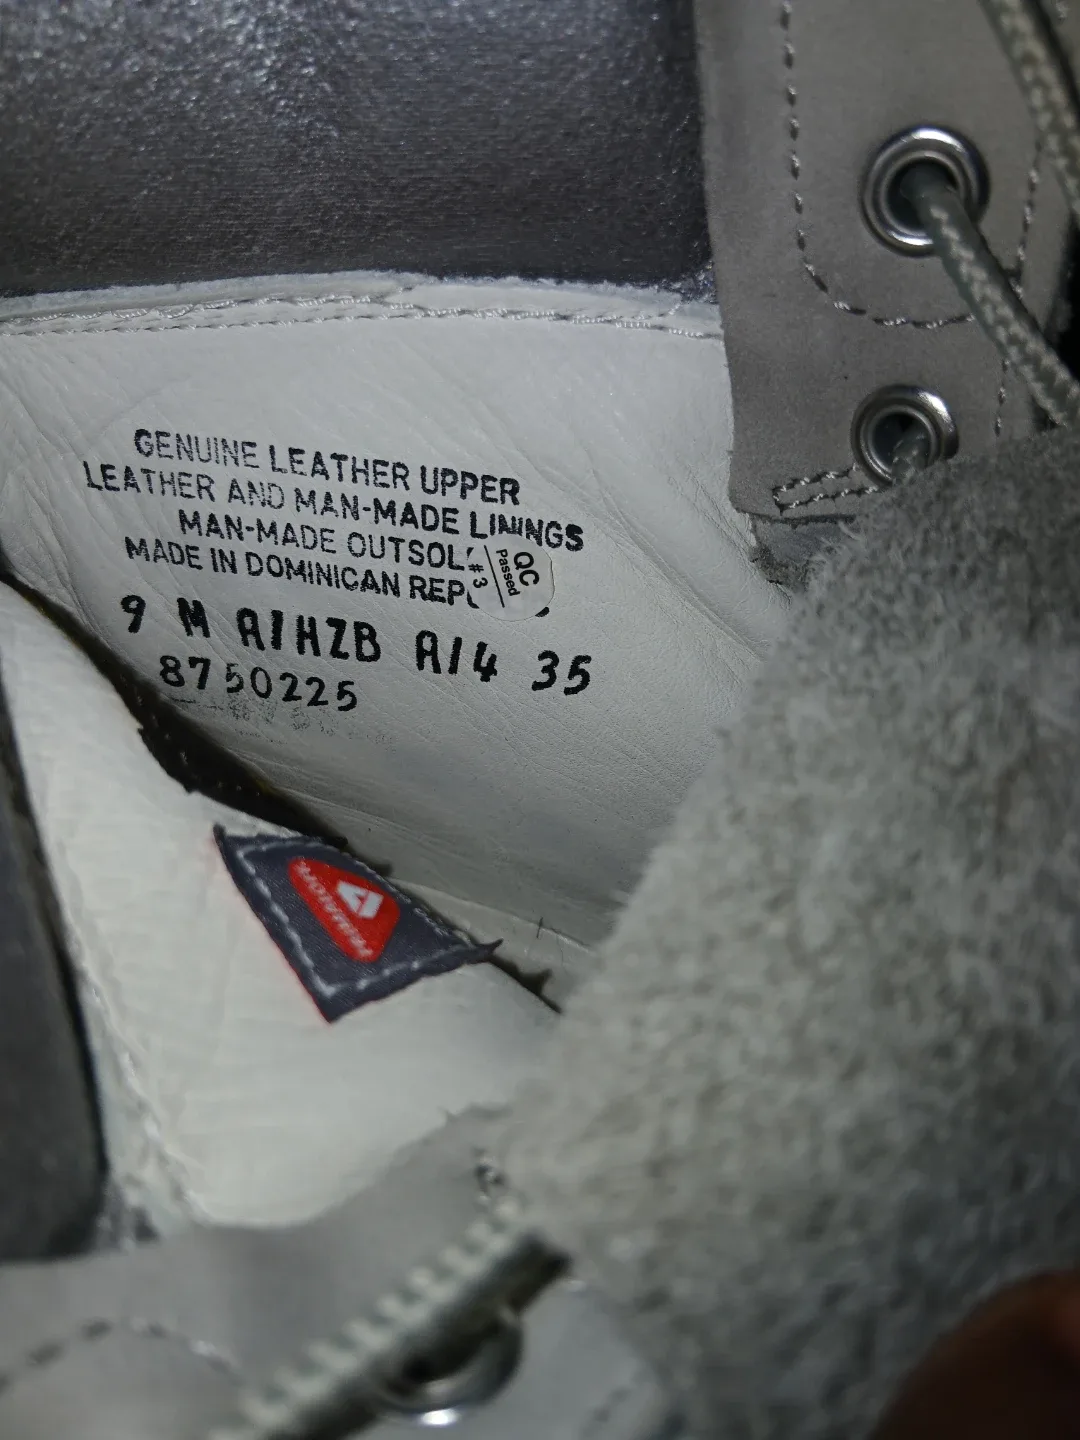 GENUINE LEATHER UPPER
LEATHER AND MAN-MADE LININGS
MAN-MADE OUTSOL
MADE IN DOMINICAN REP
#3
QC
Passed
9 M A1HZB A14 35
8750225